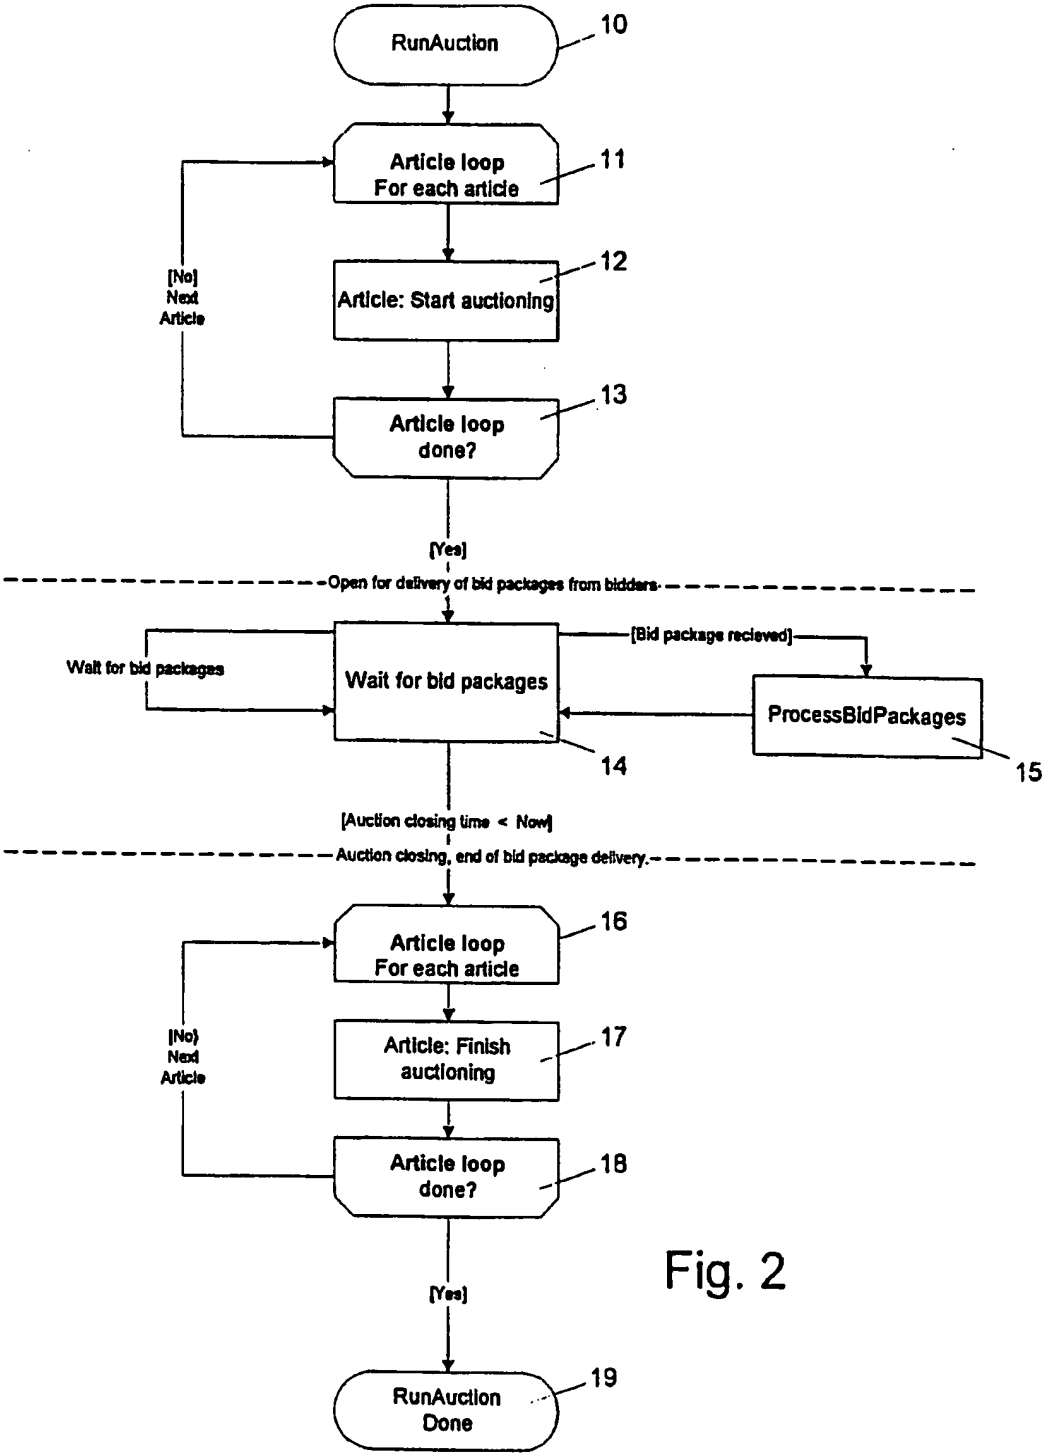 RunAuction
10
Article loop
For each article
11
[No]
Next
Article
Article: Start auctioning
12
Article loop
done?
13
[Yes]
Open for delivery of bid packages from bidders
Wait for bid packages
Wait for bid packages
14
[Bid package recieved]
ProcessBidPackages
15
[Auction closing time < Now]
Auction closing, end of bid package delivery.
Article loop
For each article
16
[No]
Next
Article
Article: Finish
auctioning
17
Article loop
done?
18
[Yes]
Fig. 2
RunAuction
Done
19